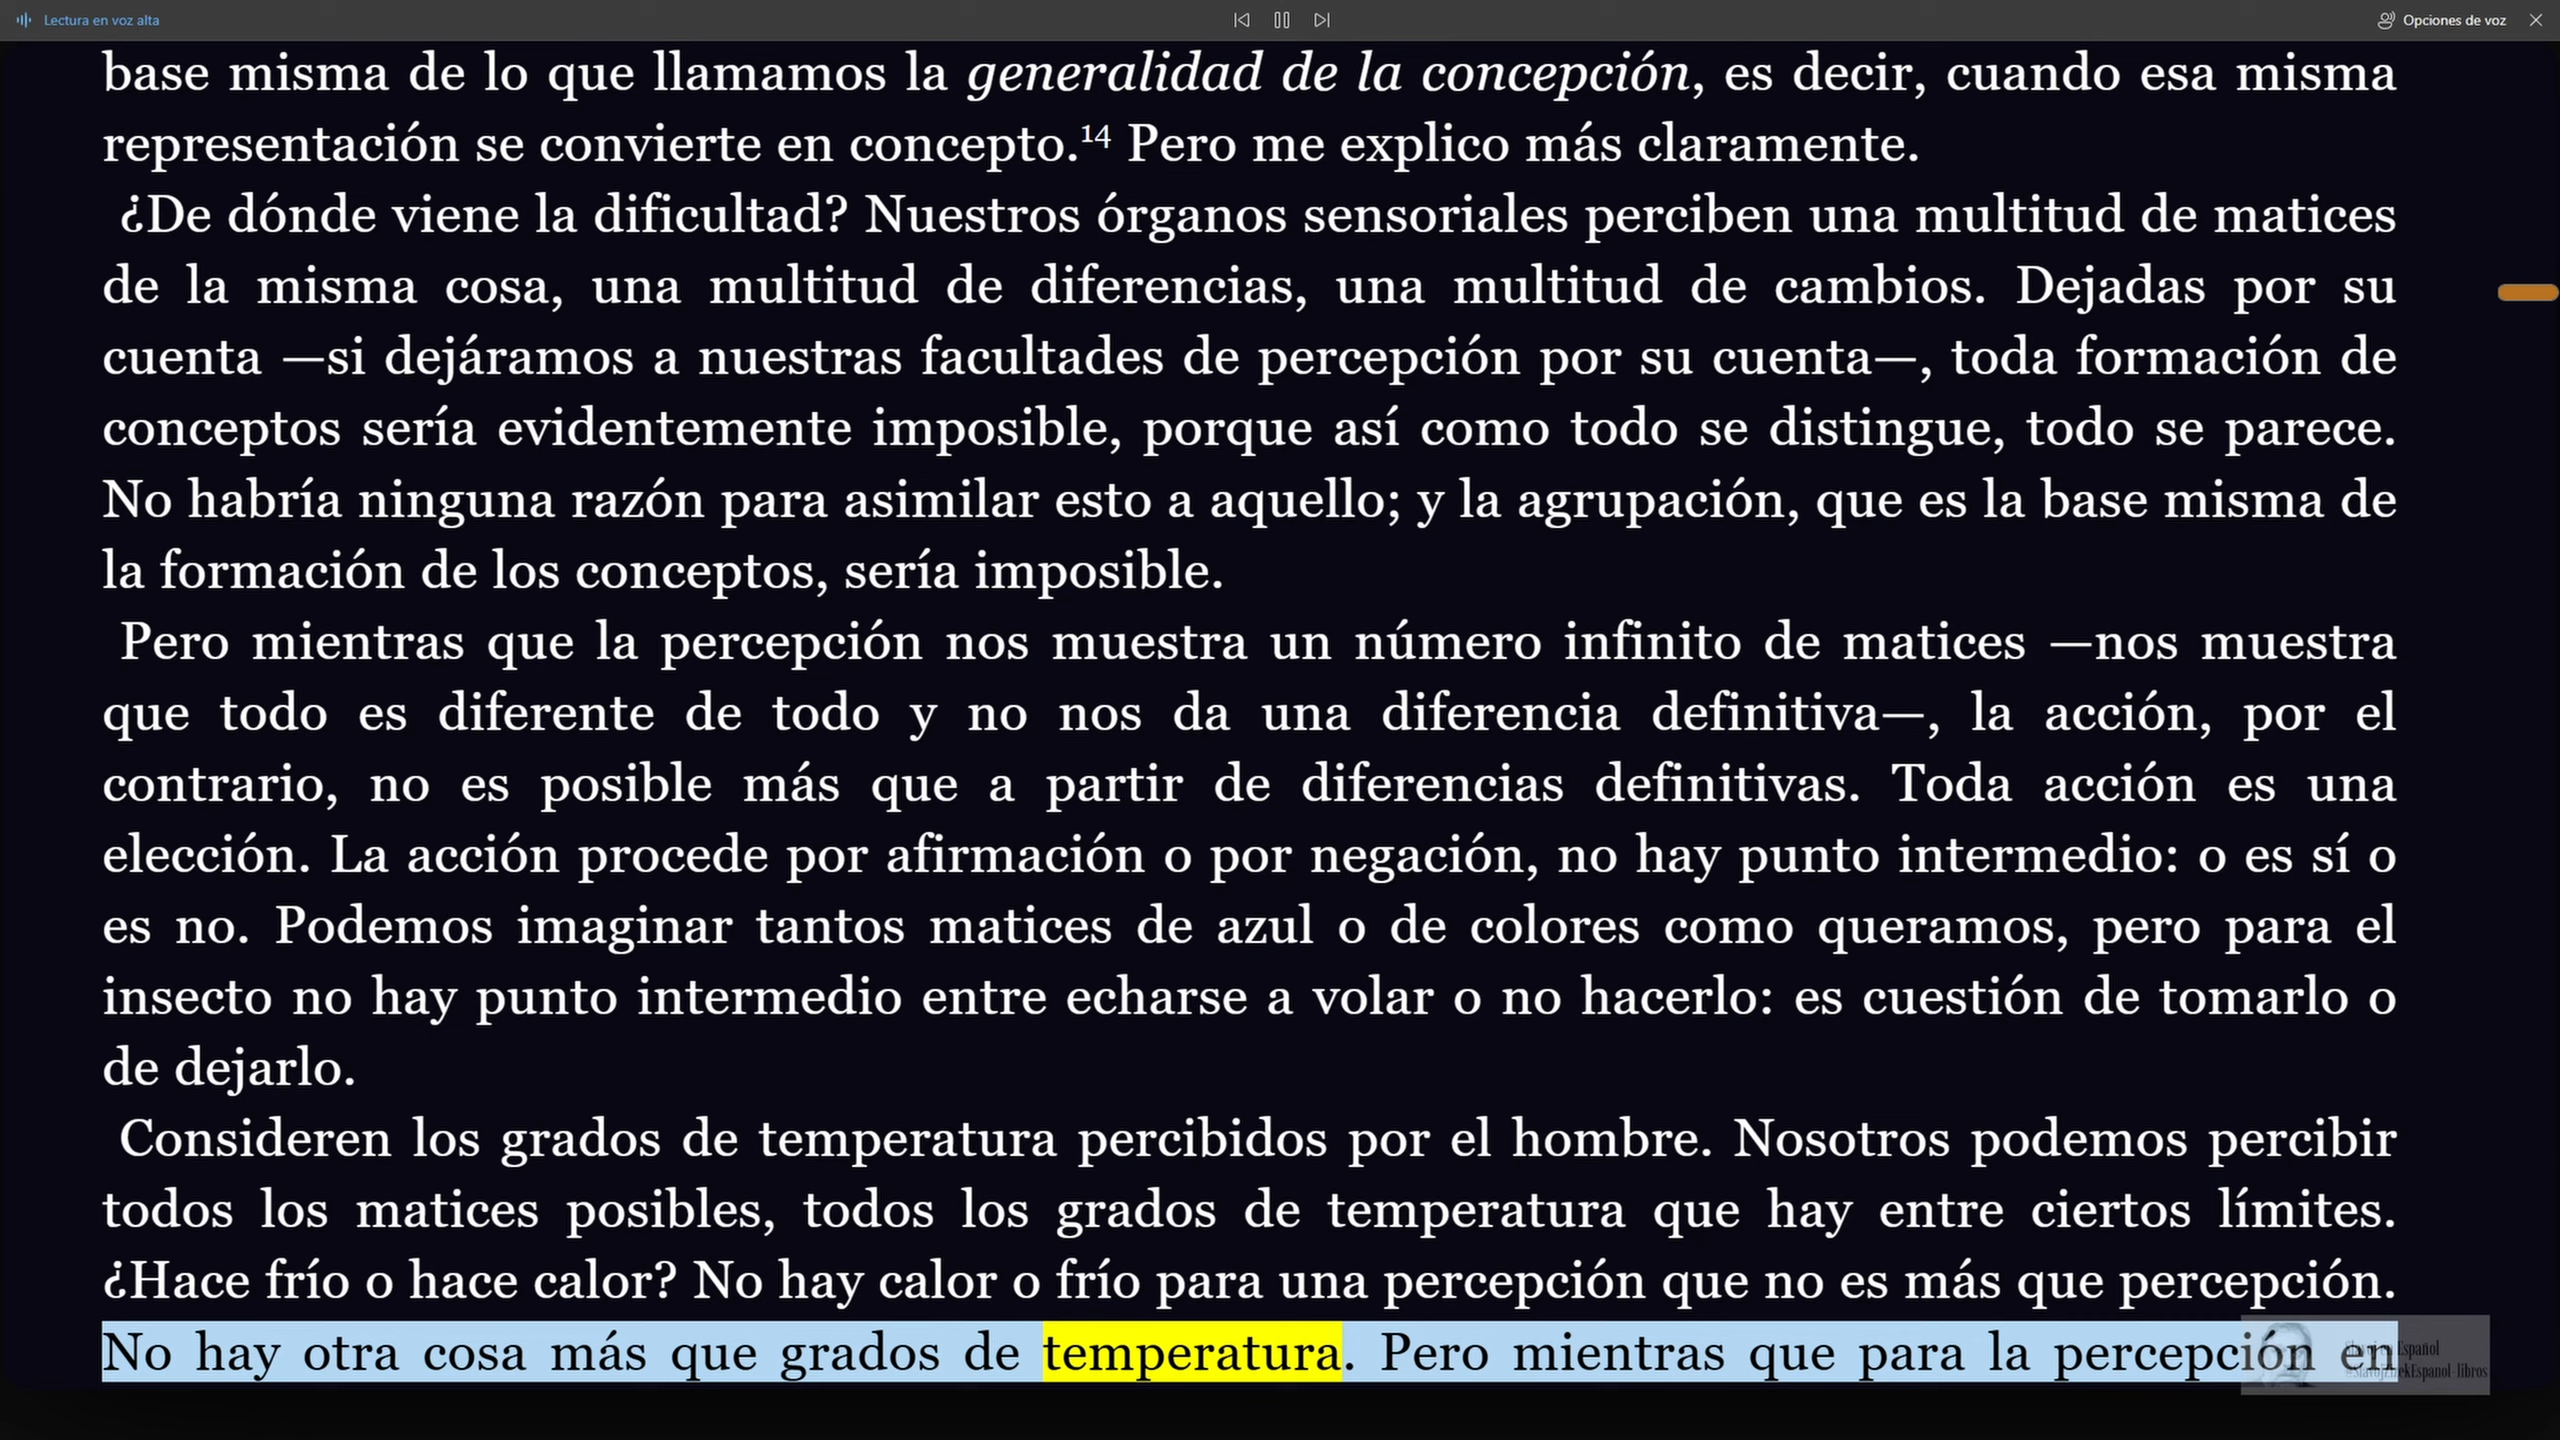 Lectura en voz alta
Opciones de voz
base misma de lo que llamamos la generalidad de la concepción, es decir, cuando esa misma
representación se convierte en concepto.14 Pero me explico más claramente.
¿De dónde viene la dificultad? Nuestros órganos sensoriales perciben una multitud de matices
de la misma cosa, una multitud de diferencias, una multitud de cambios. Dejadas por su
cuenta —si dejáramos a nuestras facultades de percepción por su cuenta—, toda formación de
conceptos sería evidentemente imposible, porque así como todo se distingue, todo se parece.
No habría ninguna razón para asimilar esto a aquello; y la agrupación, que es la base misma de
la formación de los conceptos, sería imposible.
Pero mientras que la percepción nos muestra un número infinito de matices —nos muestra
que todo es diferente de todo y no nos da una diferencia definitiva—, la acción, por el
contrario, no es posible más que a partir de diferencias definitivas. Toda acción es una
elección. La acción procede por afirmación o por negación, no hay punto intermedio: o es sí o
es no. Podemos imaginar tantos matices de azul o de colores como queramos, pero para el
insecto no hay punto intermedio entre echarse a volar o no hacerlo: es cuestión de tomarlo o
de dejarlo.
Consideren los grados de temperatura percibidos por el hombre. Nosotros podemos percibir
todos los matices posibles, todos los grados de temperatura que hay entre ciertos límites.
¿Hace frío o hace calor? No hay calor o frío para una percepción que no es más que percepción.
No hay otra cosa más que grados de temperatura. Pero mientras que para la percepción en
Español